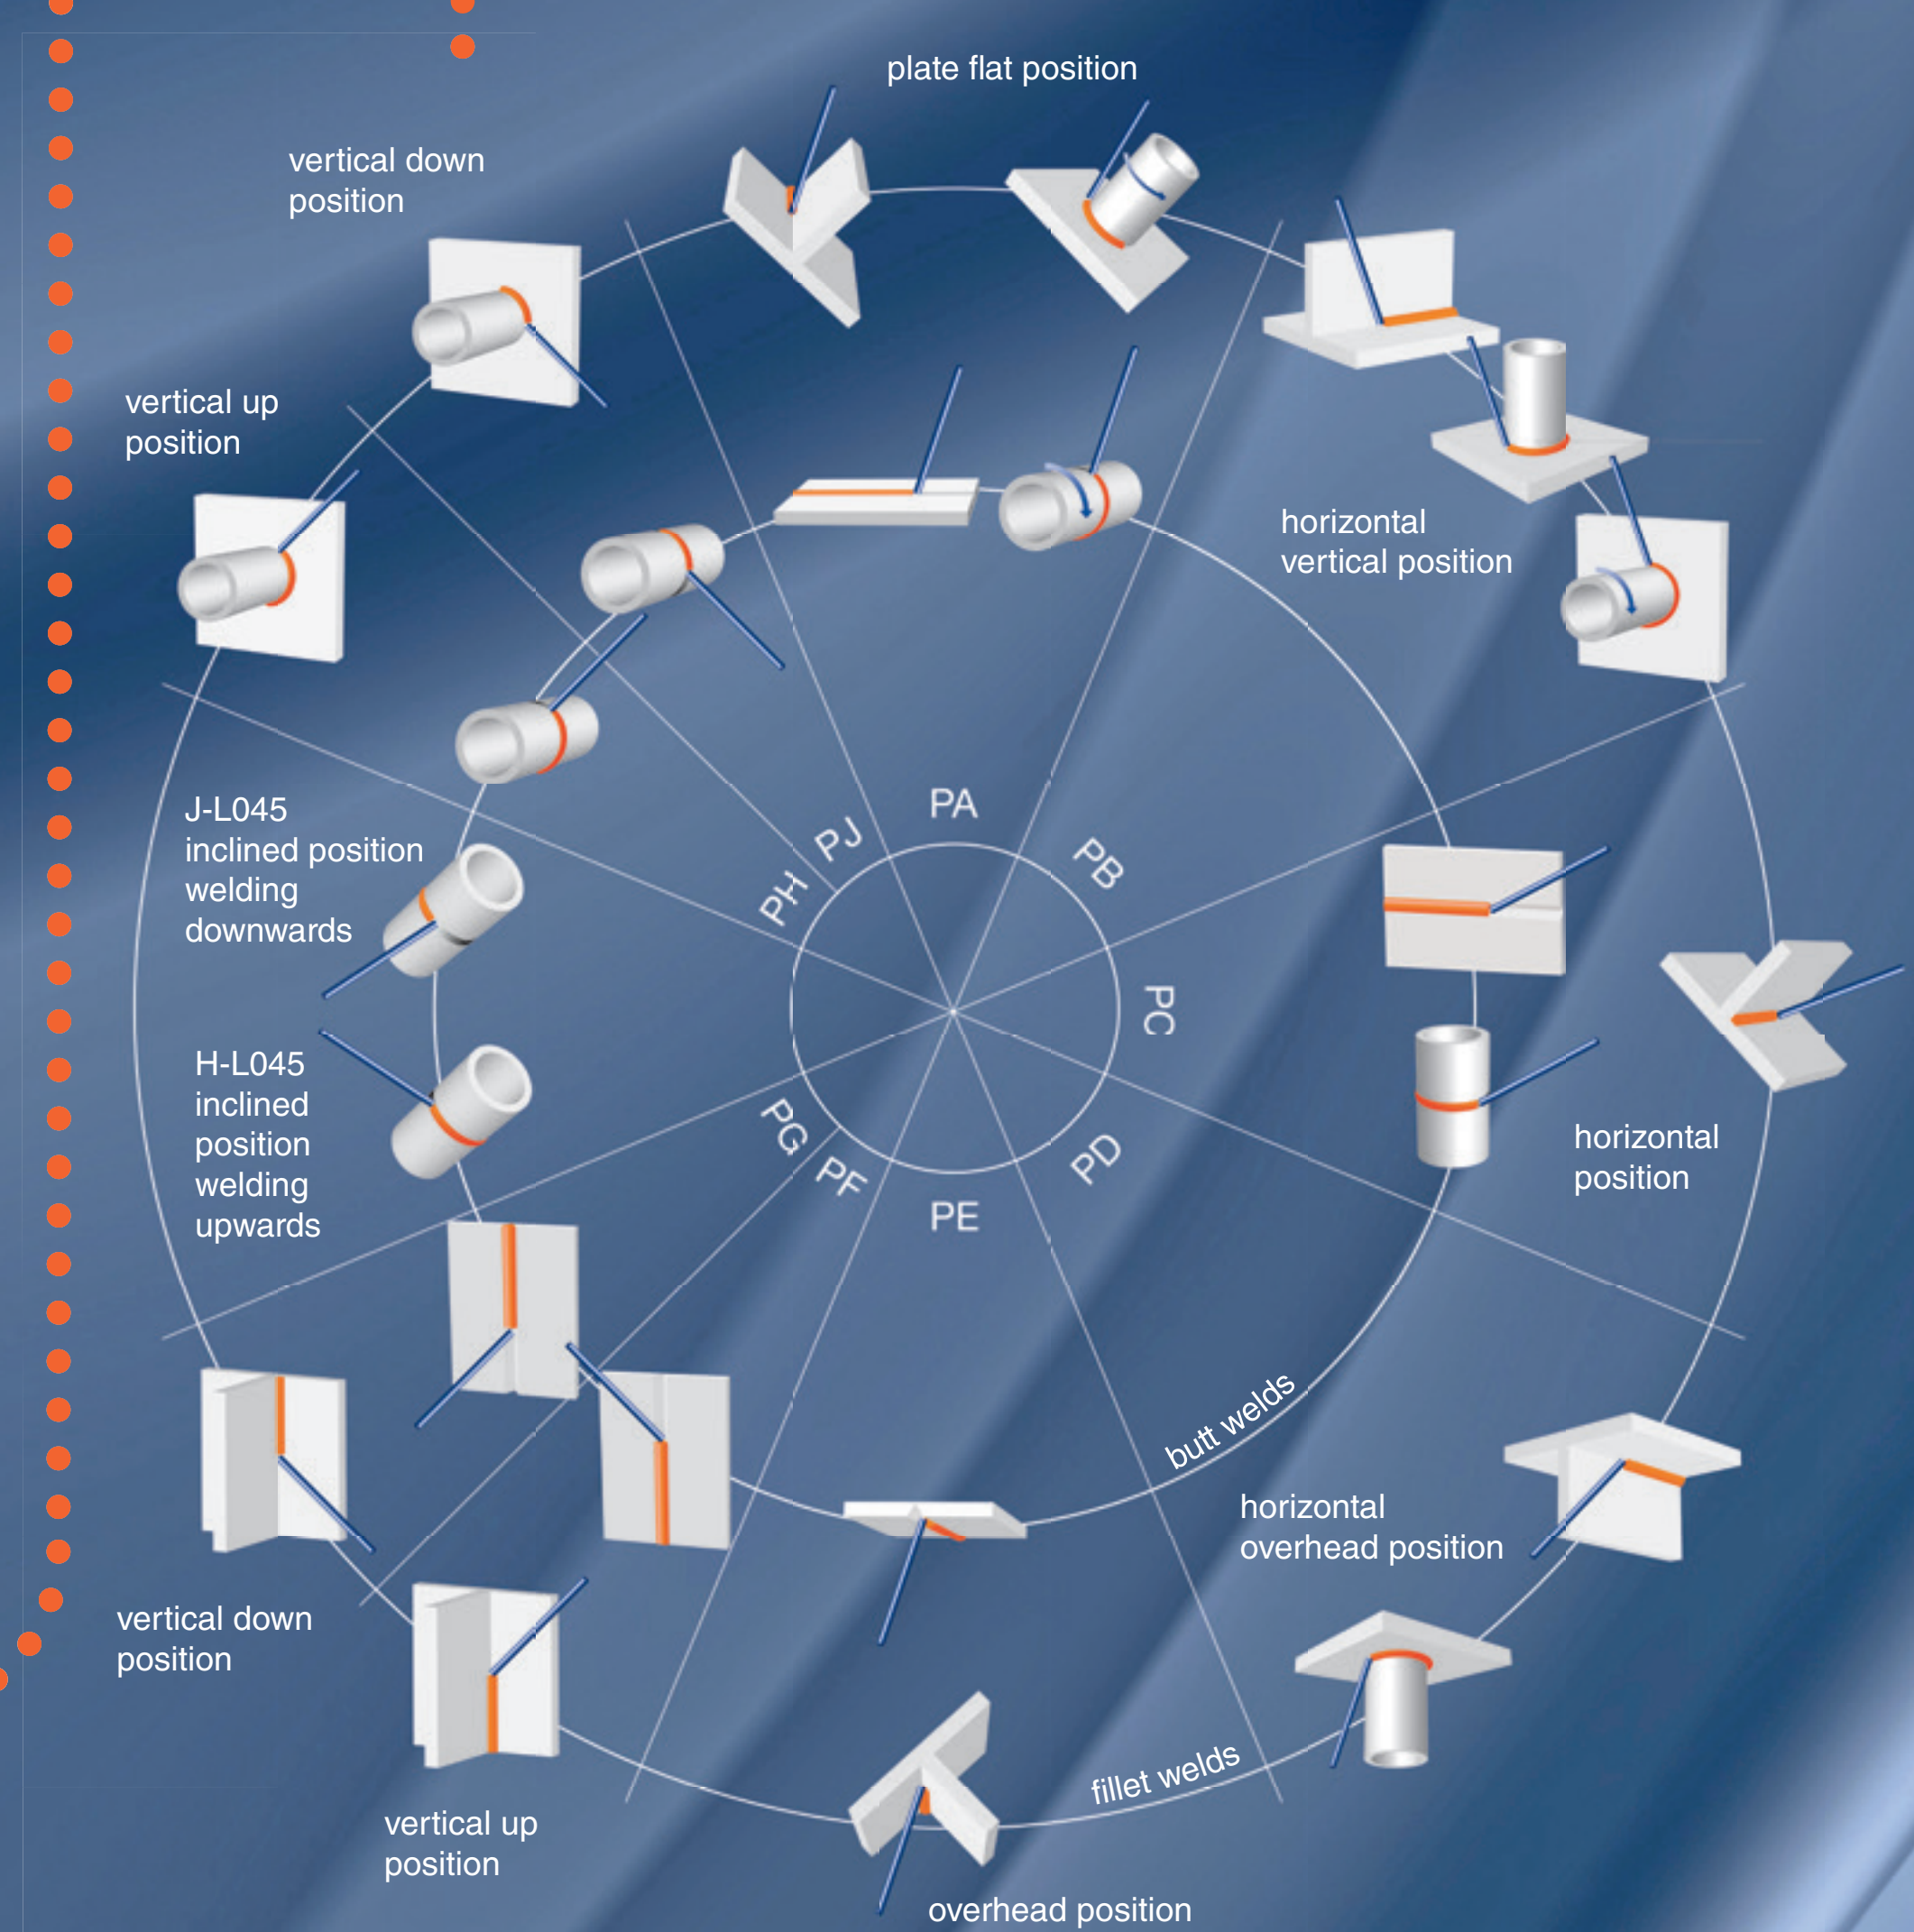 plate flat position
vertical down
position
vertical up
position
horizontal
vertical position
J-L045
inclined position
welding
downwards
PA
PJ
PB
PH
PC
H-L045
inclined
position
welding
upwards
PG
PF
PD
PE
horizontal
position
butt welds
horizontal
overhead position
vertical down
position
fillet welds
vertical up
position
overhead position